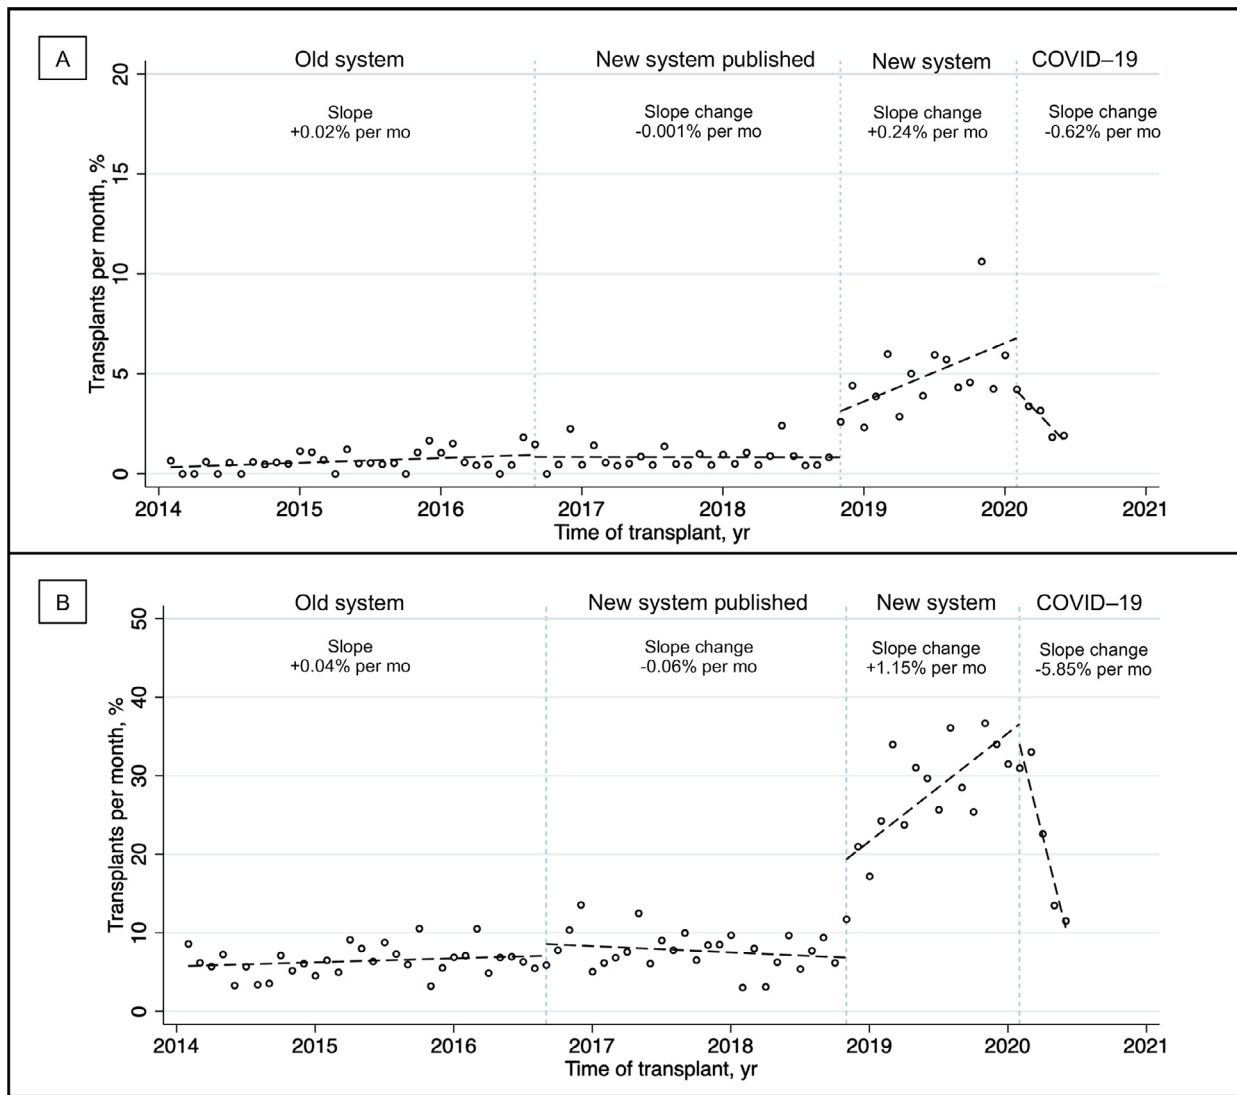 A
Old system
New system published
New system
COVID–19
Slope
+0.02% per mo
Slope change
-0.001% per mo
Slope change
+0.24% per mo
Slope change
-0.62% per mo
Transplants per month, %
20
15
10
5
0
2014
2015
2016
2017
2018
2019
2020
2021
Time of transplant, yr
B
Old system
New system published
New system
COVID–19
Slope
+0.04% per mo
Slope change
-0.06% per mo
Slope change
+1.15% per mo
Slope change
-5.85% per mo
Transplants per month, %
50
40
30
20
10
0
2014
2015
2016
2017
2018
2019
2020
2021
Time of transplant, yr